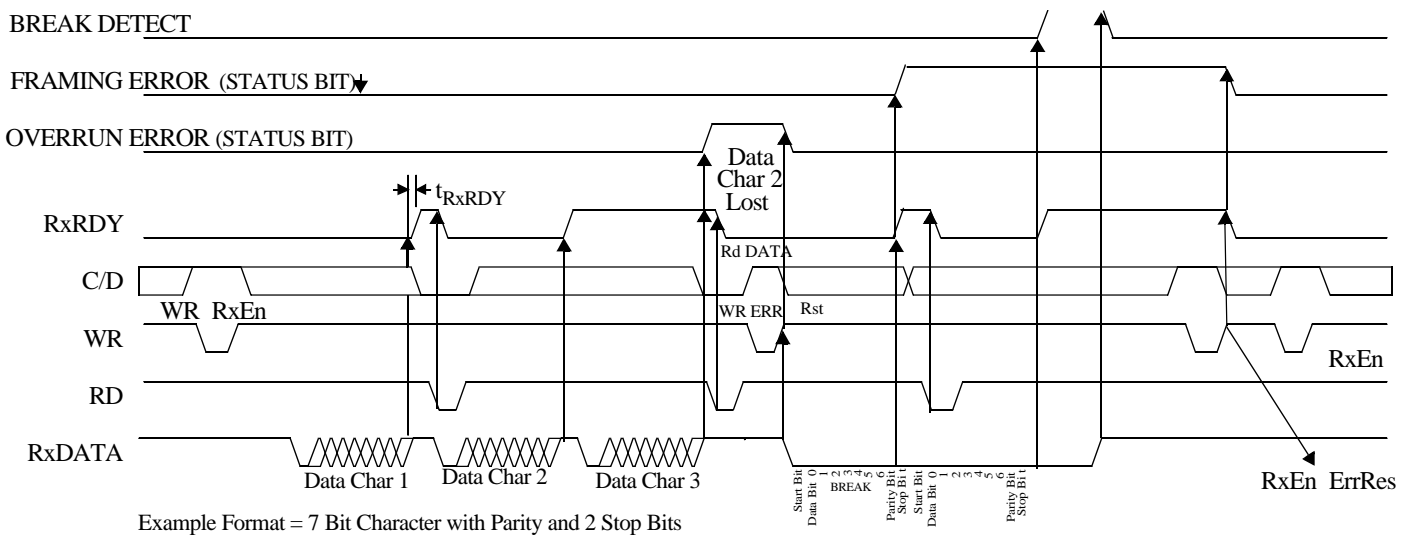 BREAK DETECT
FRAMING ERROR (STATUS BIT)
OVERRUN ERROR (STATUS BIT)
Data
Char 2
Lost
tRxRDY
RxRDY
Rd DATA
C/D
WR RxEn
WR ERR Rst
WR
RxEn
RD
RxDATA
Data Char 1
Data Char 2
Data Char 3
Start Bit
Data Bit 0
1
2
3
4
5
6
Parity Bit
Stop Bit
BREAK
Start Bit
Data Bit 0
1
2
3
4
5
6
Parity Bit
Stop Bit
RxEn ErrRes
Example Format = 7 Bit Character with Parity and 2 Stop Bits